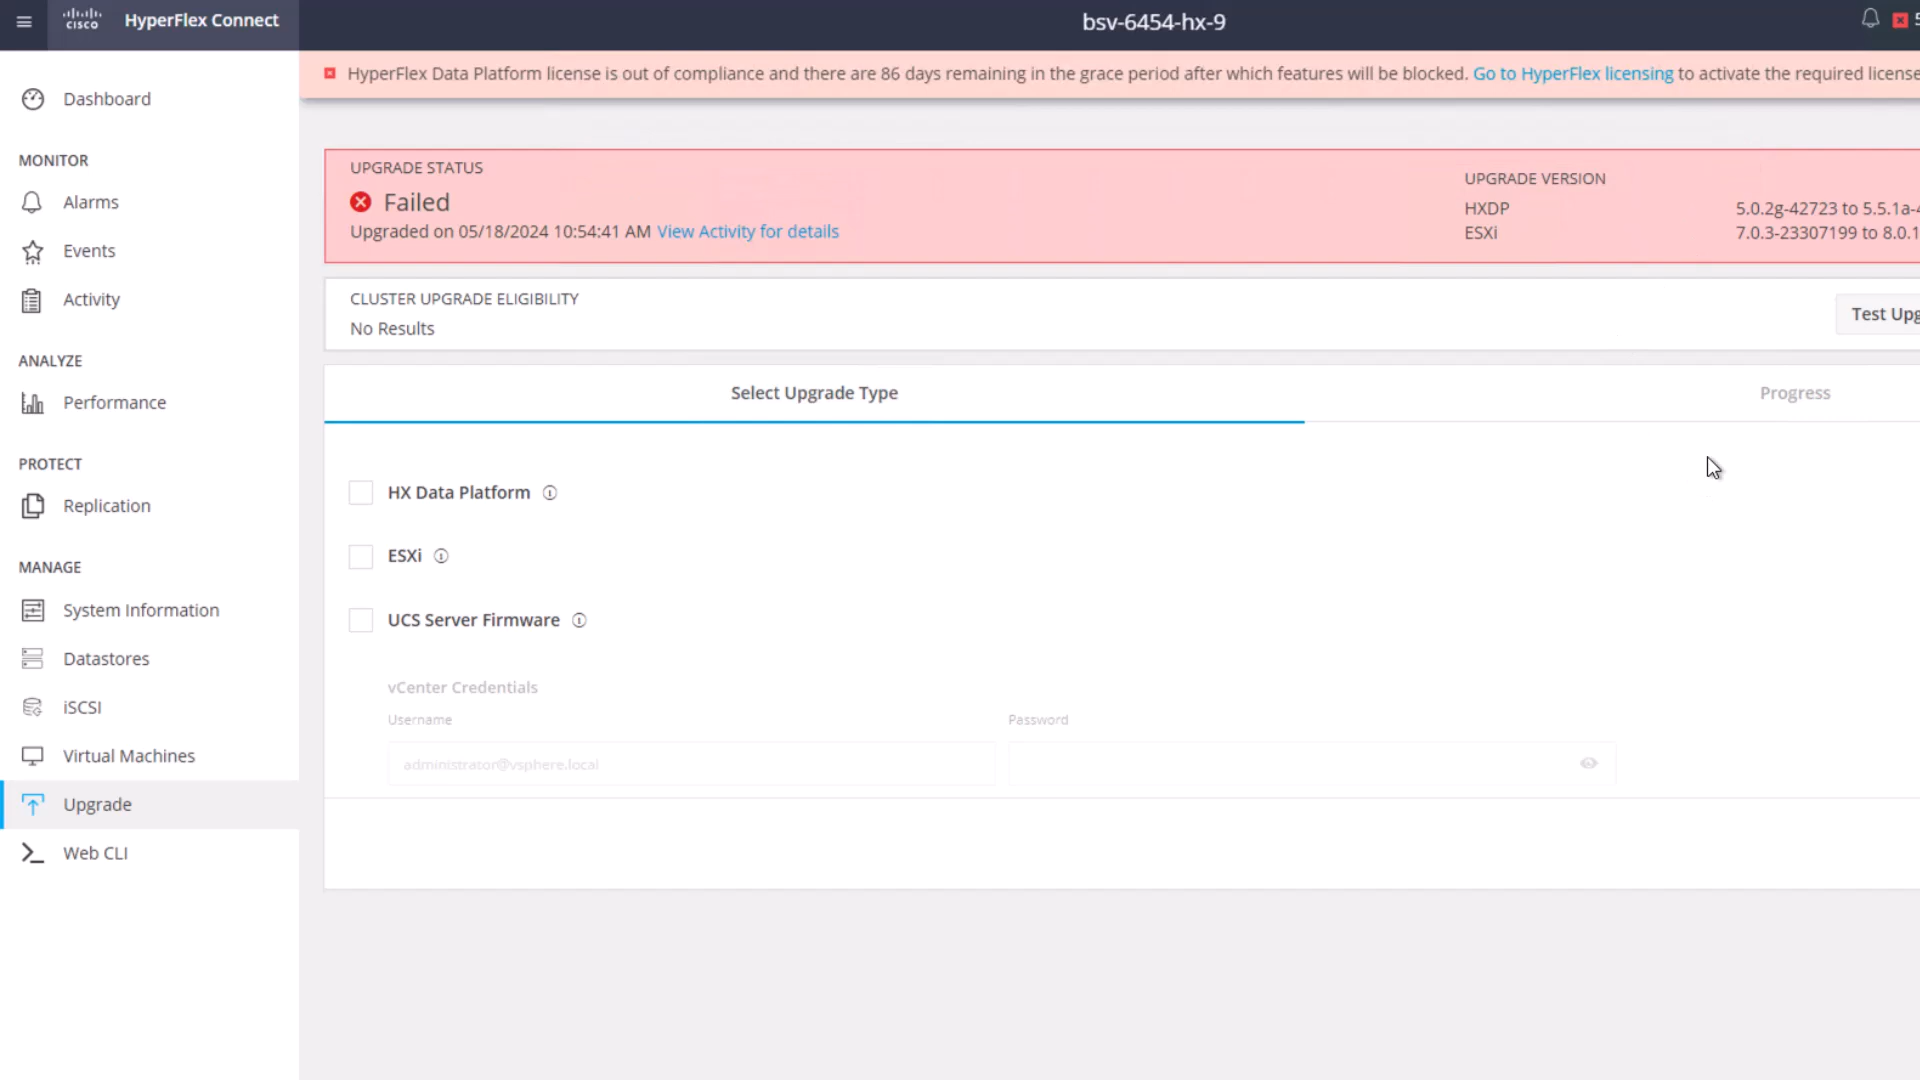 CISCO
HyperFlex Connect
bsv-6454-hx-9
HyperFlex Data Platform license is out of compliance and there are 86 days remaining in the grace period after which features will be blocked. Go to HyperFlex licensing to activate the required license
Dashboard
MONITOR
Alarms
Events
Activity
ANALYZE
Performance
PROTECT
Replication
MANAGE
System Information
Datastores
iSCSI
Virtual Machines
Upgrade
Web CLI
UPGRADE STATUS
Failed
Upgraded on 05/18/2024 10:54:41 AM View Activity for details
UPGRADE VERSION
HXDP 5.0.2g-42723 to 5.5.1a-
ESXi 7.0.3-23307199 to 8.0.1
CLUSTER UPGRADE ELIGIBILITY
No Results
Test
Select Upgrade Type
Progress
HX Data Platform
ESXi
UCS Server Firmware
vCenter Credentials
Username
Password
administrator@vsphere.local